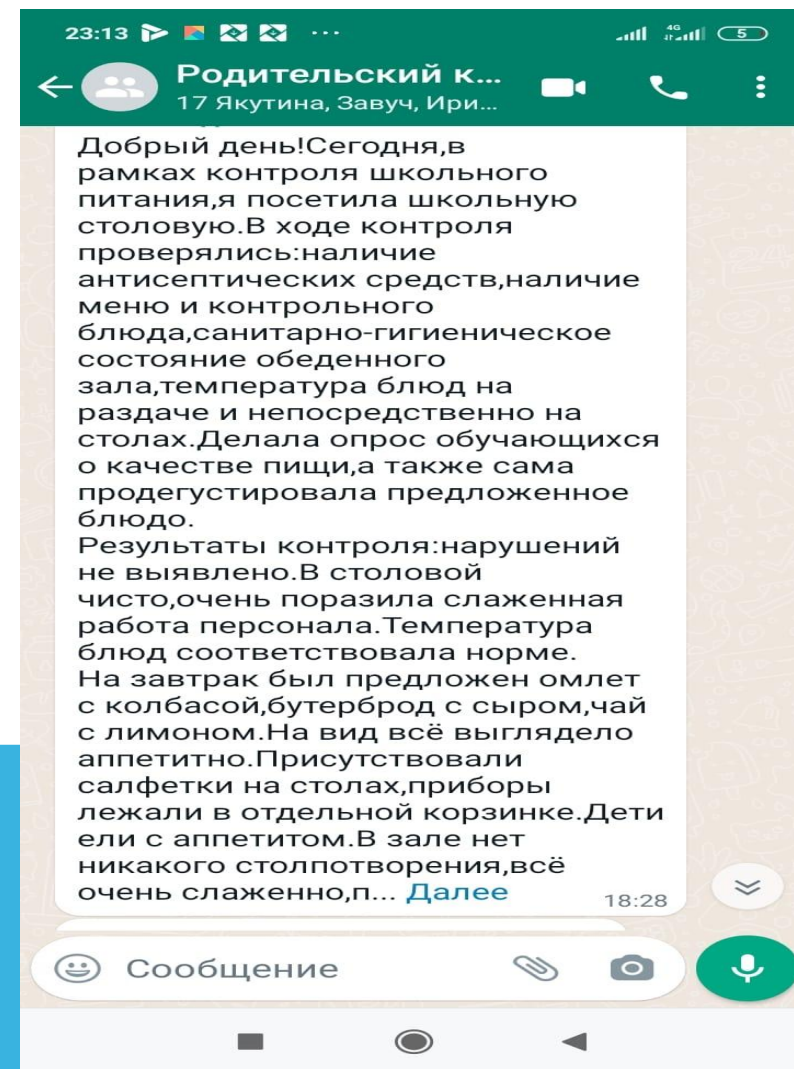 23:13 ... 4G 5
Родительский к...
17 Якутина, Завуч, Ири...
Добрый день!Сегодня,в
рамках контроля школьного
питания,я посетила школьную
столовую.В ходе контроля
проверялись:наличие
антисептических средств,наличие
меню и контрольного
блюда,санитарно-гигиеническое
состояние обеденного
зала,температура блюд на
раздаче и непосредственно на
столах.Делала опрос обучающихся
о качестве пищи,а также сама
продегустировала предложенное
блюдо.
Результаты контроля:нарушений
не выявлено.В столовой
чисто,очень поразила слаженная
работа персонала.Температура
блюд соответствовала норме.
На завтрак был предложен омлет
с колбасой,бутерброд с сыром,чай
с лимоном.На вид всё выглядело
аппетитно.Присутствовали
салфетки на столах,приборы
лежали в отдельной корзинке.Дети
ели с аппетитом.В зале нет
никакого столпотворения,всё
очень слаженно,п... Далее
18:28
Сообщение